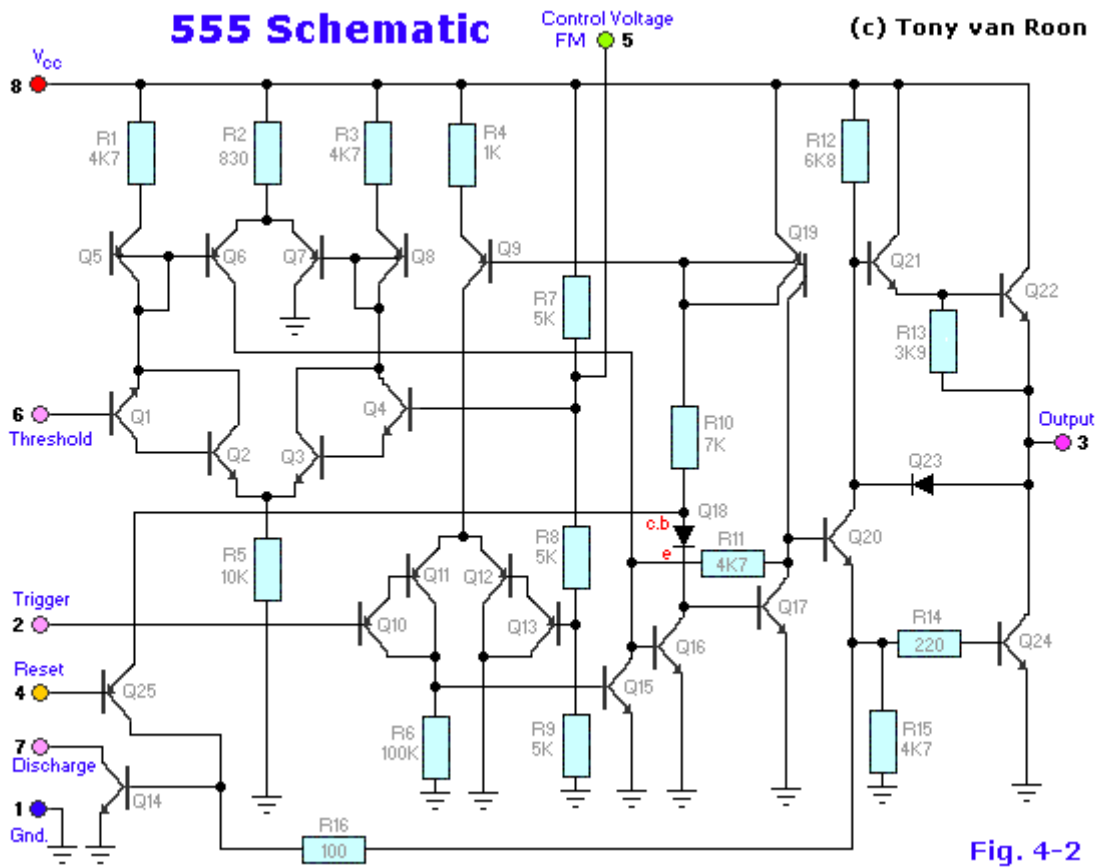 555 Schematic
Control Voltage
FM 5
(c) Tony van Roon
Vcc
8
R1
4K7
R2
830
R3
4K7
R4
1K
R12
6K8
Q5
Q6
Q7
Q8
Q9
Q19
Q21
Q22
R7
5K
R13
3K9
6
Threshold
Q1
Q2
Q3
Q4
R10
7K
Output
3
Q23
Q18
c.b
e
R11
4K7
Q20
R5
10K
R8
5K
Q11
Q12
Q10
Q13
Trigger
2
Q16
Q17
R14
220
Q24
Reset
4
Q25
Q15
R6
100K
R9
5K
R15
4K7
7
Discharge
Q14
1
Gnd.
R16
100
Fig. 4-2